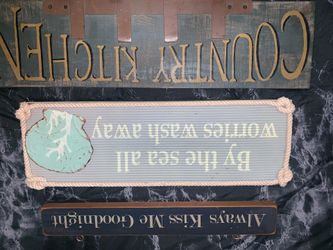 Always Kiss Me Goodnight
By the sea all
worries wash away
COUNTRY KITCHEN